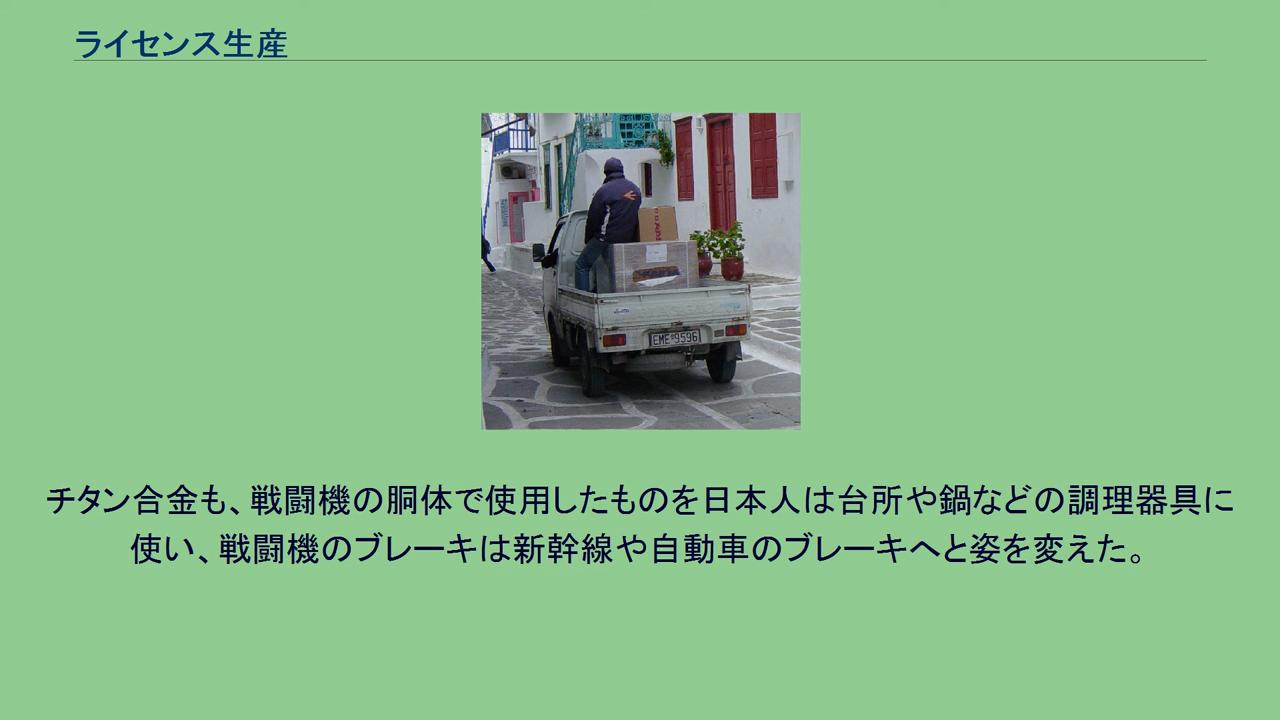 ライセンス生産
EME 9596
チタン合金も、戦闘機の胴体で使用したものを日本人は台所や鍋などの調理器具に
使い、戦闘機のブレーキは新幹線や自動車のブレーキへと姿を変えた。